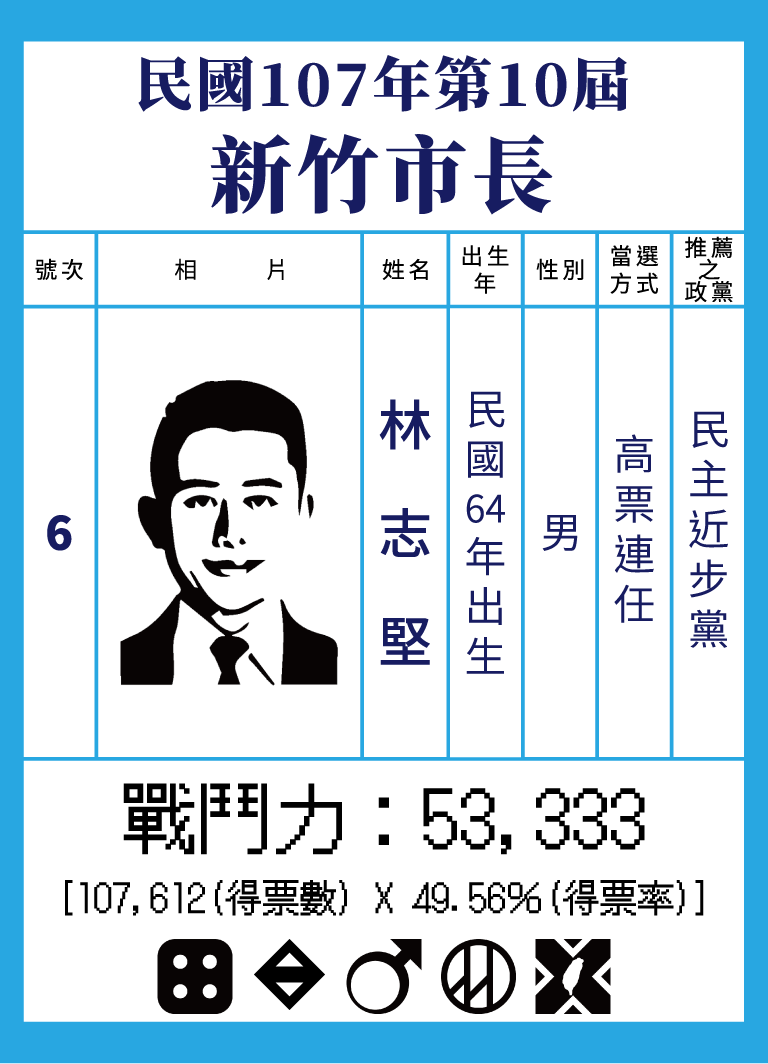 民國107年第10屆
新竹市長
號次
相片
姓名
出生年
性別
當選方式
推薦之政黨
6
林志堅
民國64年出生
男
高票連任
民主近步黨
戰鬥力：53,333
[107,612(得票數) X 49.56%(得票率)]